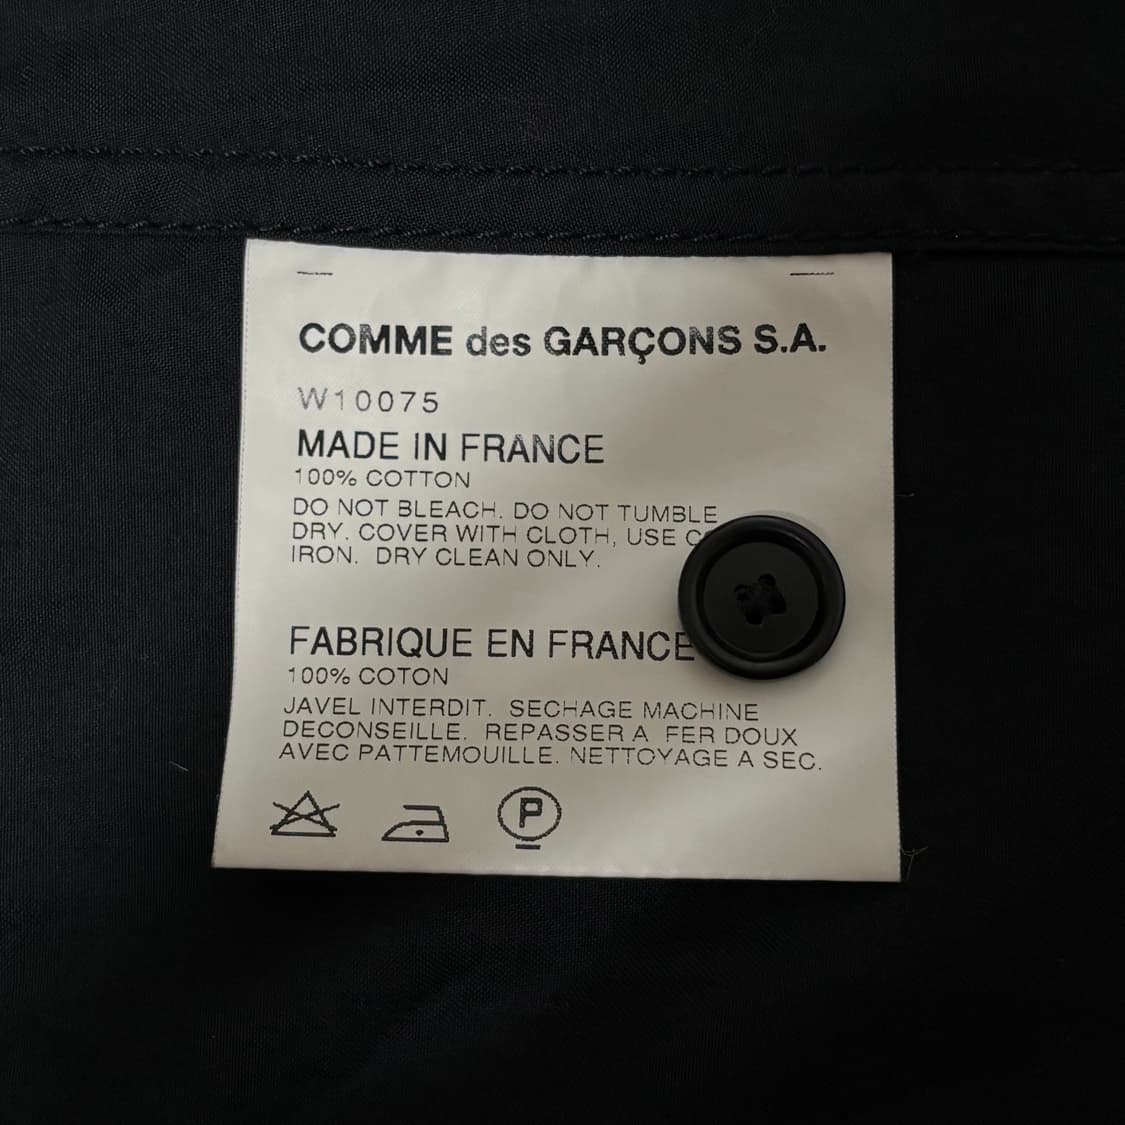 COMME des GARÇONS S.A.
W10075
MADE IN FRANCE
100% COTTON
DO NOT BLEACH. DO NOT TUMBLE
DRY. COVER WITH CLOTH, USE
IRON. DRY CLEAN ONLY.
FABRIQUE EN FRANCE
100% COTON
JAVEL INTERDIT. SECHAGE MACHINE
DECONSEILLE. REPASSER A FER DOUX
AVEC PATTEMOUILLE. NETTOYAGE A SEC.
P